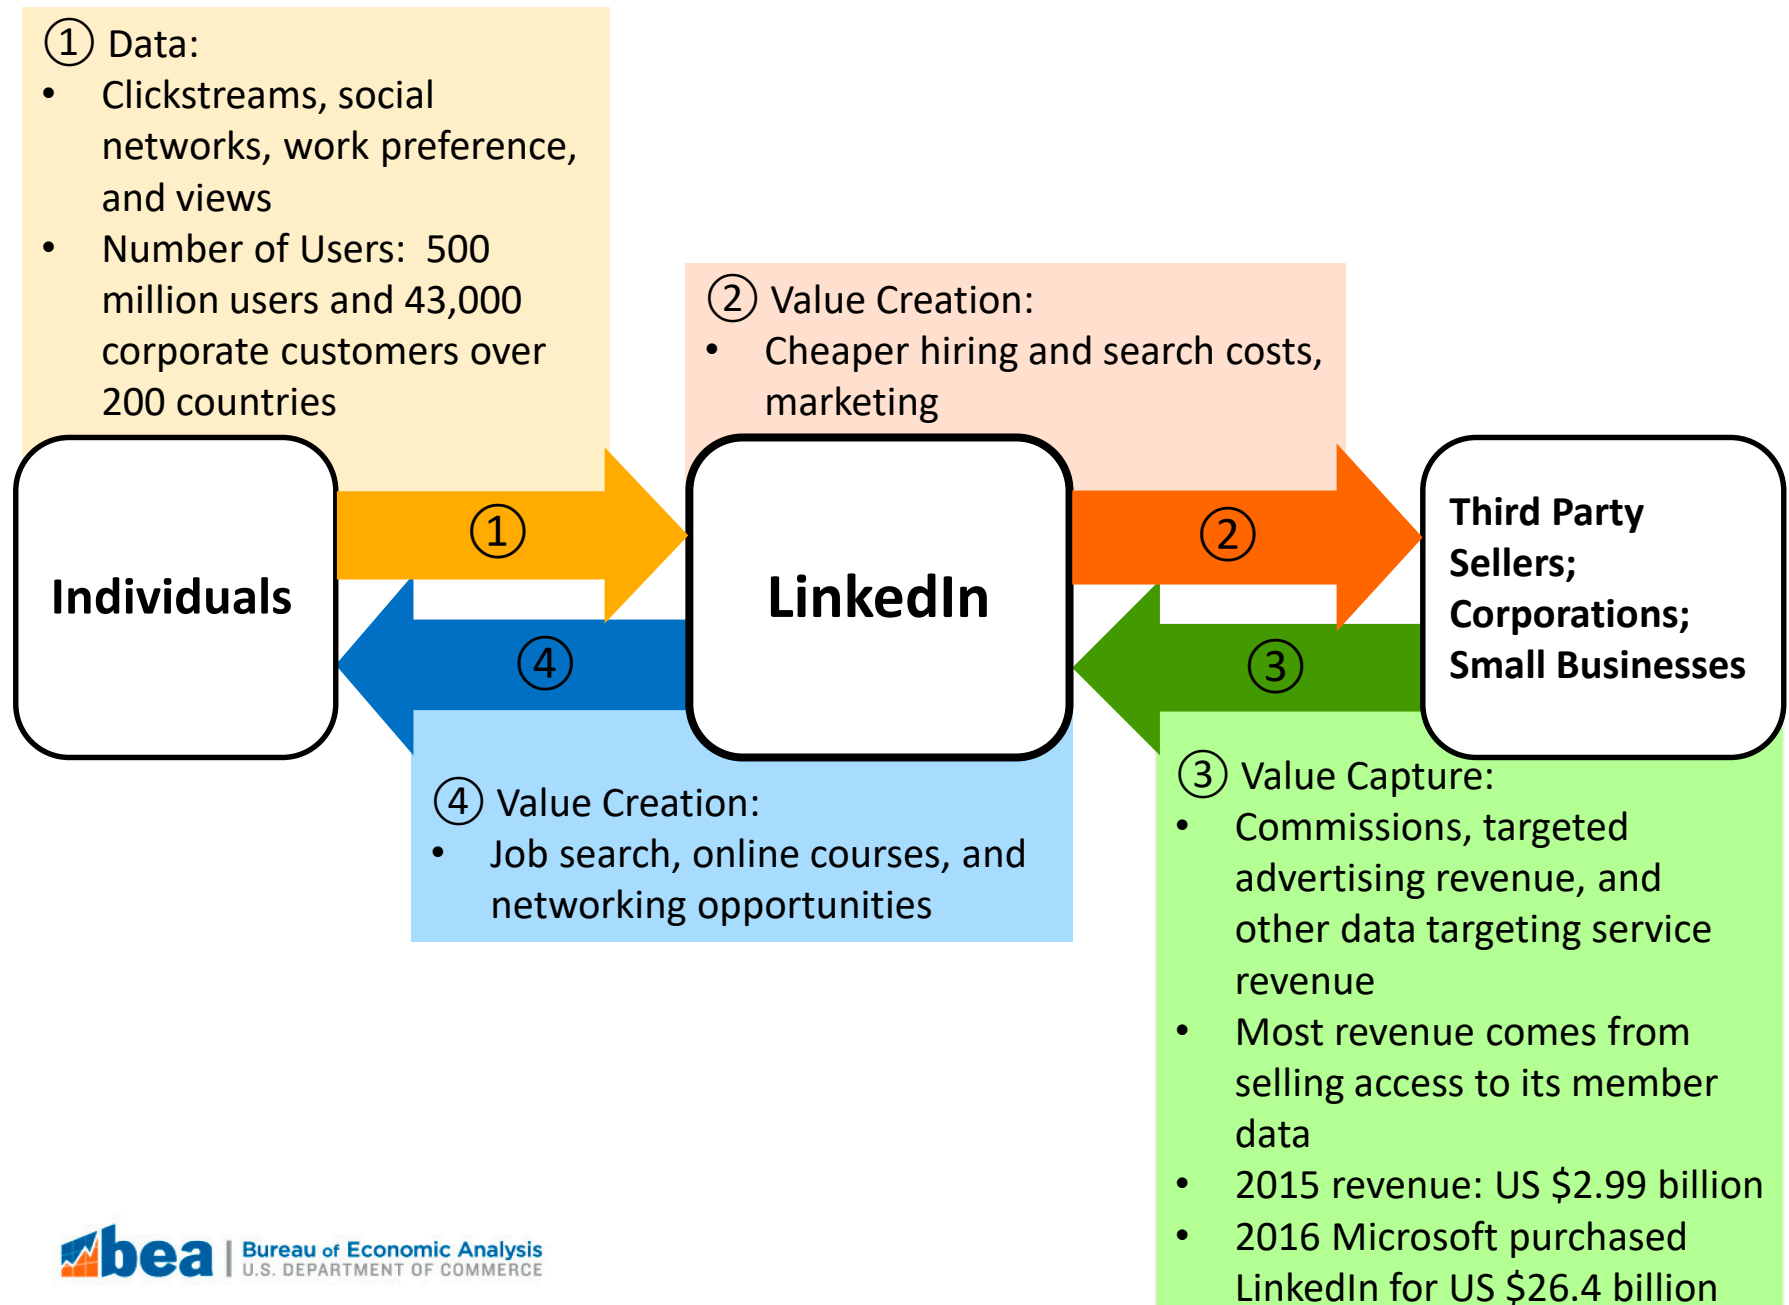 ① Data:
• Clickstreams, social
networks, work preference,
and views
• Number of Users: 500
million users and 43,000
corporate customers over
200 countries
② Value Creation:
• Cheaper hiring and search costs,
marketing
Individuals
①
④
LinkedIn
②
③
Third Party
Sellers;
Corporations;
Small Businesses
④ Value Creation:
• Job search, online courses, and
networking opportunities
③ Value Capture:
• Commissions, targeted
advertising revenue, and
other data targeting service
revenue
• Most revenue comes from
selling access to its member
data
• 2015 revenue: US $2.99 billion
• 2016 Microsoft purchased
LinkedIn for US $26.4 billion
bea
Bureau of Economic Analysis
U.S. DEPARTMENT OF COMMERCE